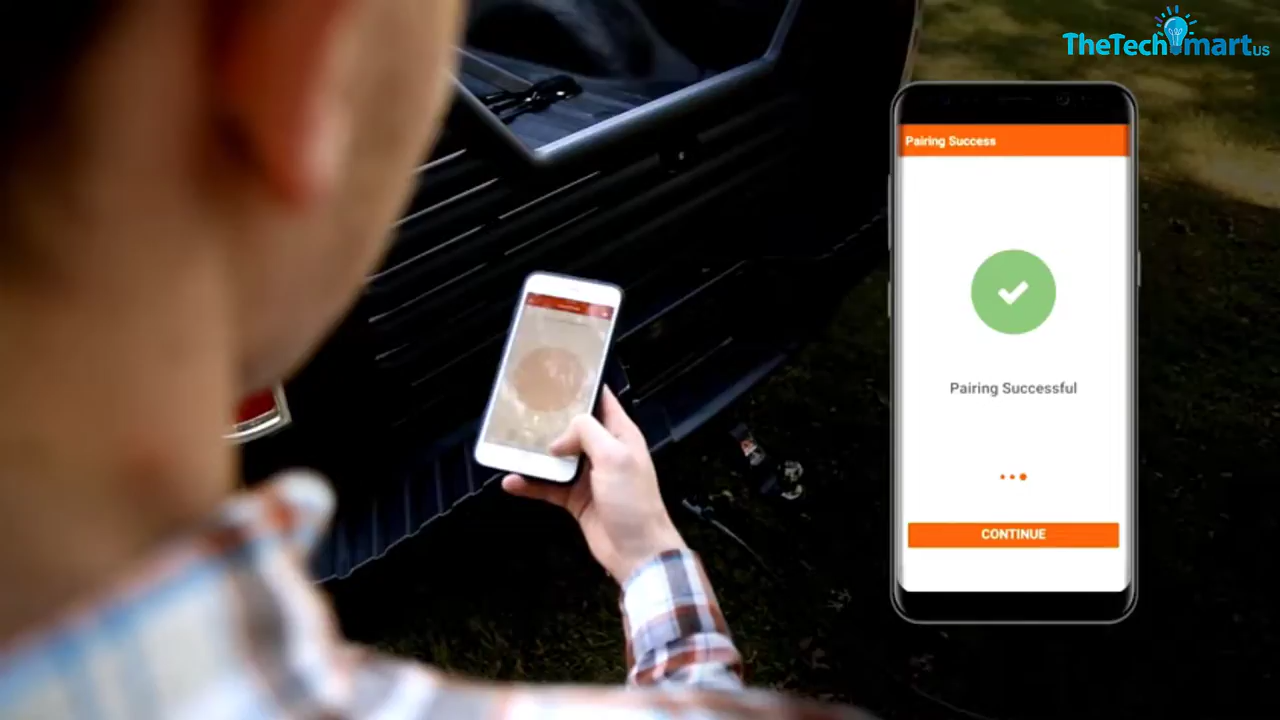 TheTechSmart US
Pairing Success
Pairing Successful
CONTINUE